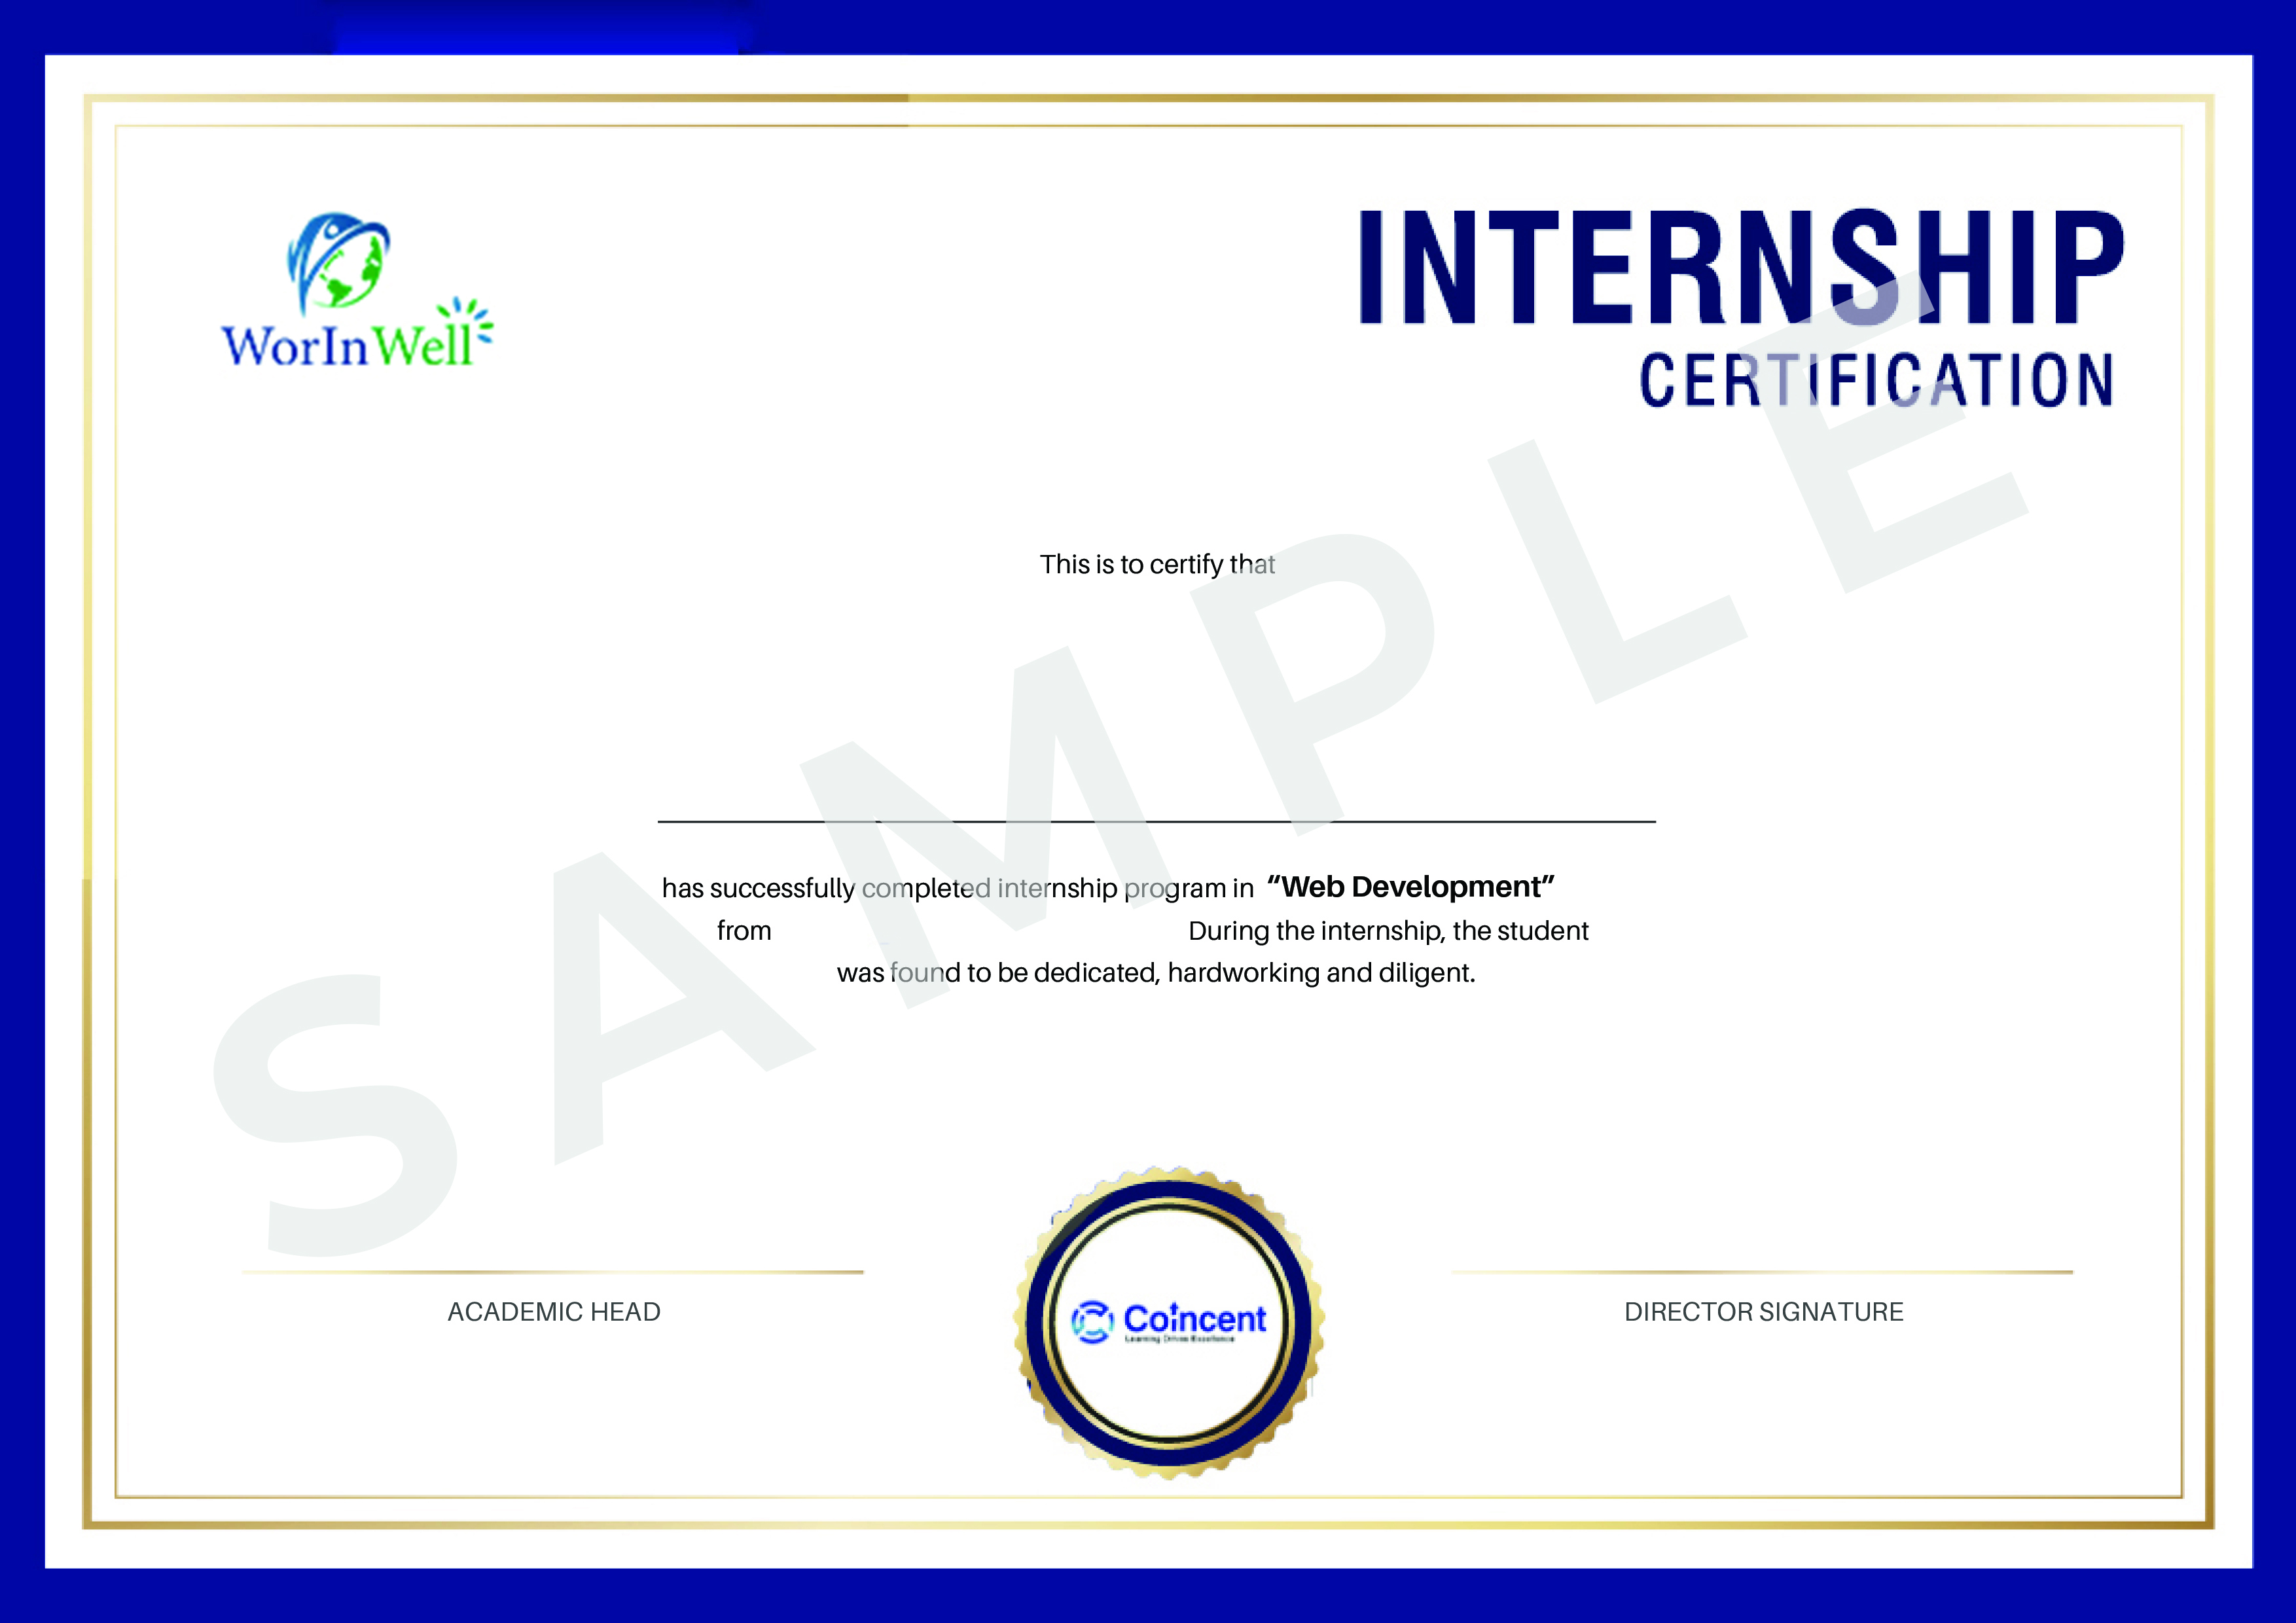 WorInWell
INTERNSHIP
CERTIFICATION
This is to certify that
has successfully completed internship program in “Web Development”
from During the internship, the student
was found to be dedicated, hardworking and diligent.
SAMPLE
ACADEMIC HEAD
Coincent
Learning Drives Excellence
DIRECTOR SIGNATURE